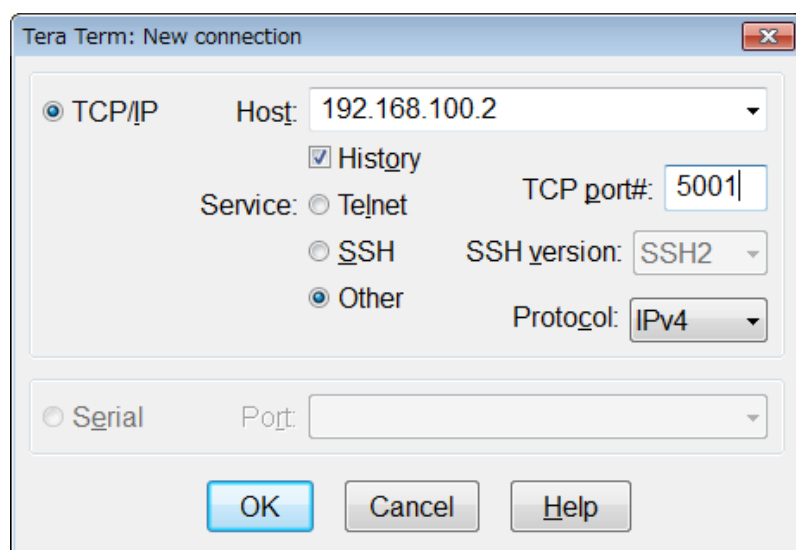 Tera Term: New connection
TCP/IP Host: 192.168.100.2
History
Service: Telnet TCP port#: 5001
SSH SSH version: SSH2
Other Protocol: IPv4
Serial Port:
OK Cancel Help